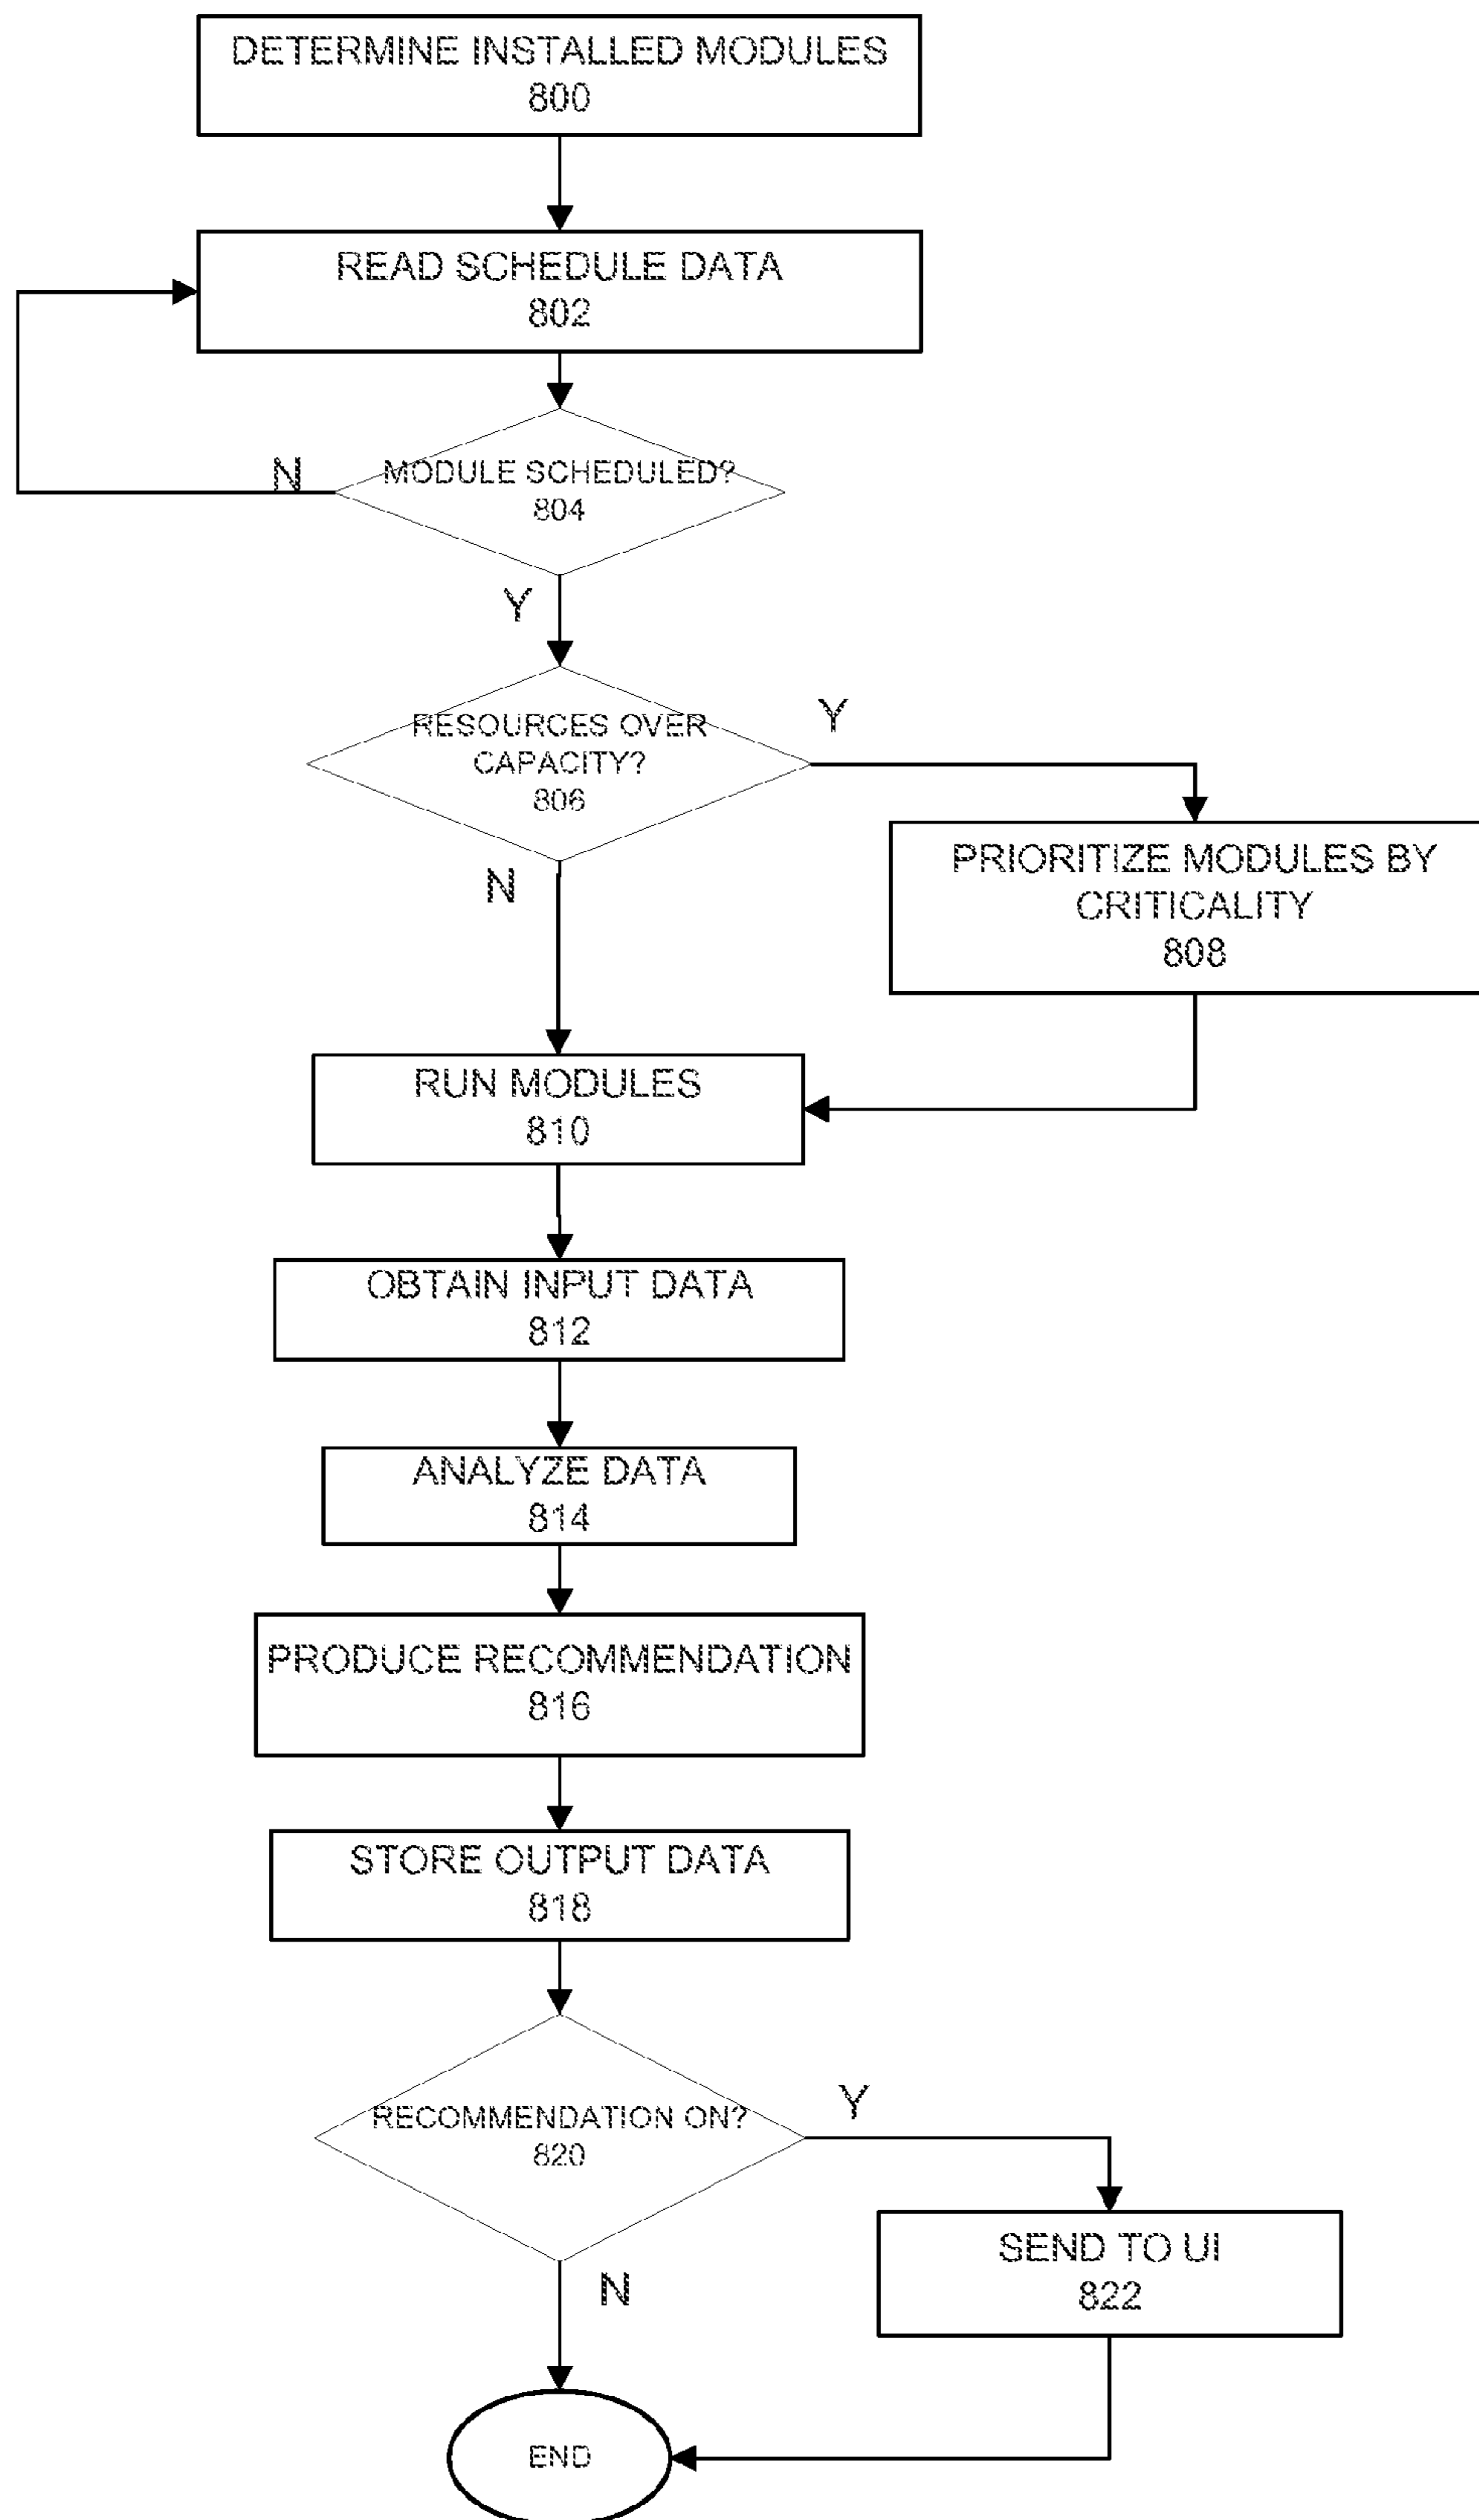 DETERMINE INSTALLED MODULES
800
READ SCHEDULE DATA
802
N
MODULE SCHEDULED?
804
Y
RESOURCES OVER
CAPACITY?
806
Y
N
PRIORITIZE MODULES BY
CRITICALITY
808
RUN MODULES
810
OBTAIN INPUT DATA
812
ANALYZE DATA
814
PRODUCE RECOMMENDATION
816
STORE OUTPUT DATA
818
RECOMMENDATION ON?
820
Y
SEND TO UI
822
N
END